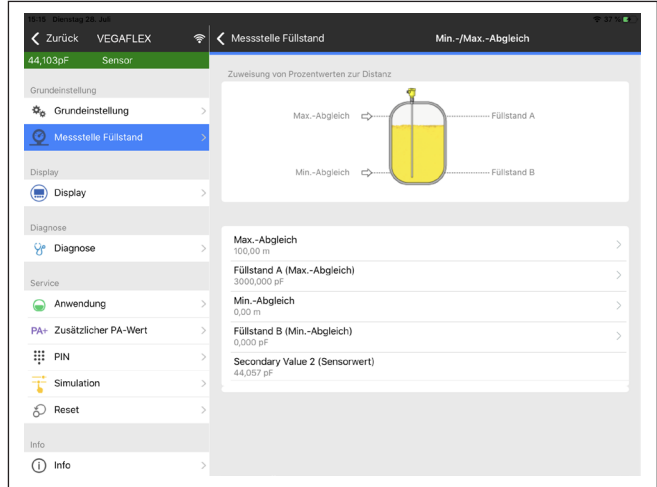 15:15 Dienstag 28. Juli
37 %
Zurück VEGAFLEX
Messstelle Füllstand
Min.-/Max.-Abgleich
44,103pF Sensor
Grundeinstellung
Grundeinstellung
Messstelle Füllstand
Display
Display
Diagnose
Diagnose
Service
Anwendung
PA+ Zusätzlicher PA-Wert
PIN
Simulation
Reset
Info
Info
Zuweisung von Prozentwerten zur Distanz
Max.-Abgleich
Füllstand A
Min.-Abgleich
Füllstand B
Max.-Abgleich
100,00 m
Füllstand A (Max.-Abgleich)
3000,000 pF
Min.-Abgleich
0,00 m
Füllstand B (Min.-Abgleich)
0,000 pF
Secondary Value 2 (Sensorwert)
44,057 pF